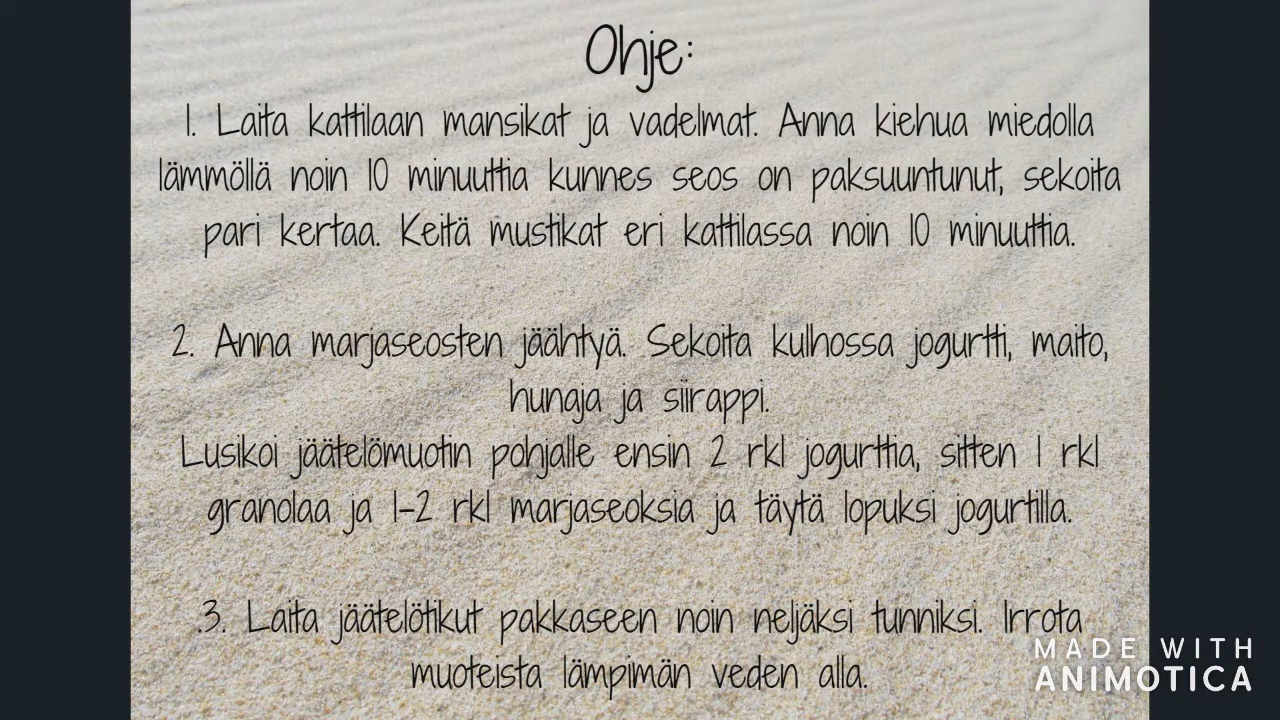 Ohje:
1. Laita kattilaan mansikat ja vadelmat. Anna kiehua miedolla
lämmöllä noin 10 minuuttia kunnes seos on paksuuntunut, sekoita
pari kertaa. Keitä mustikat eri kattilassa noin 10 minuuttia.
2. Anna marjaseosten jäähtyä. Sekoita kulhossa jogurtti, maito,
hunaja ja siirappi.
Lusikoi jäätelömuotin pohjalle ensin 2 rkl jogurttia, sitten 1 rkl
granolaa ja 1-2 rkl marjaseoksia ja täytä lopuksi jogurtilla.
3. Laita jäätelötikut pakkaseen noin neljäksi tunniksi. Irrota
muoteista lämpimän veden alla.
MADE WITH
ANIMOTICA